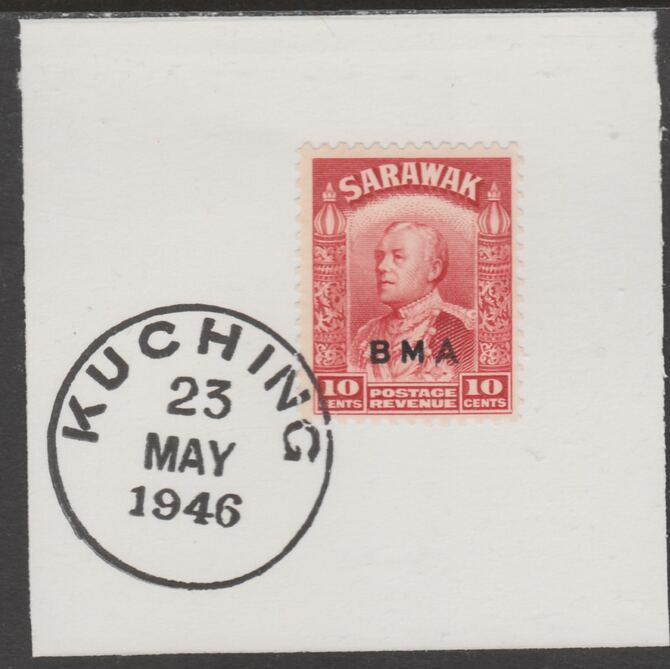 SARAWAK
BMA
10 CENTS POSTAGE REVENUE 10 CENTS
KUCHING
23
MAY
1946